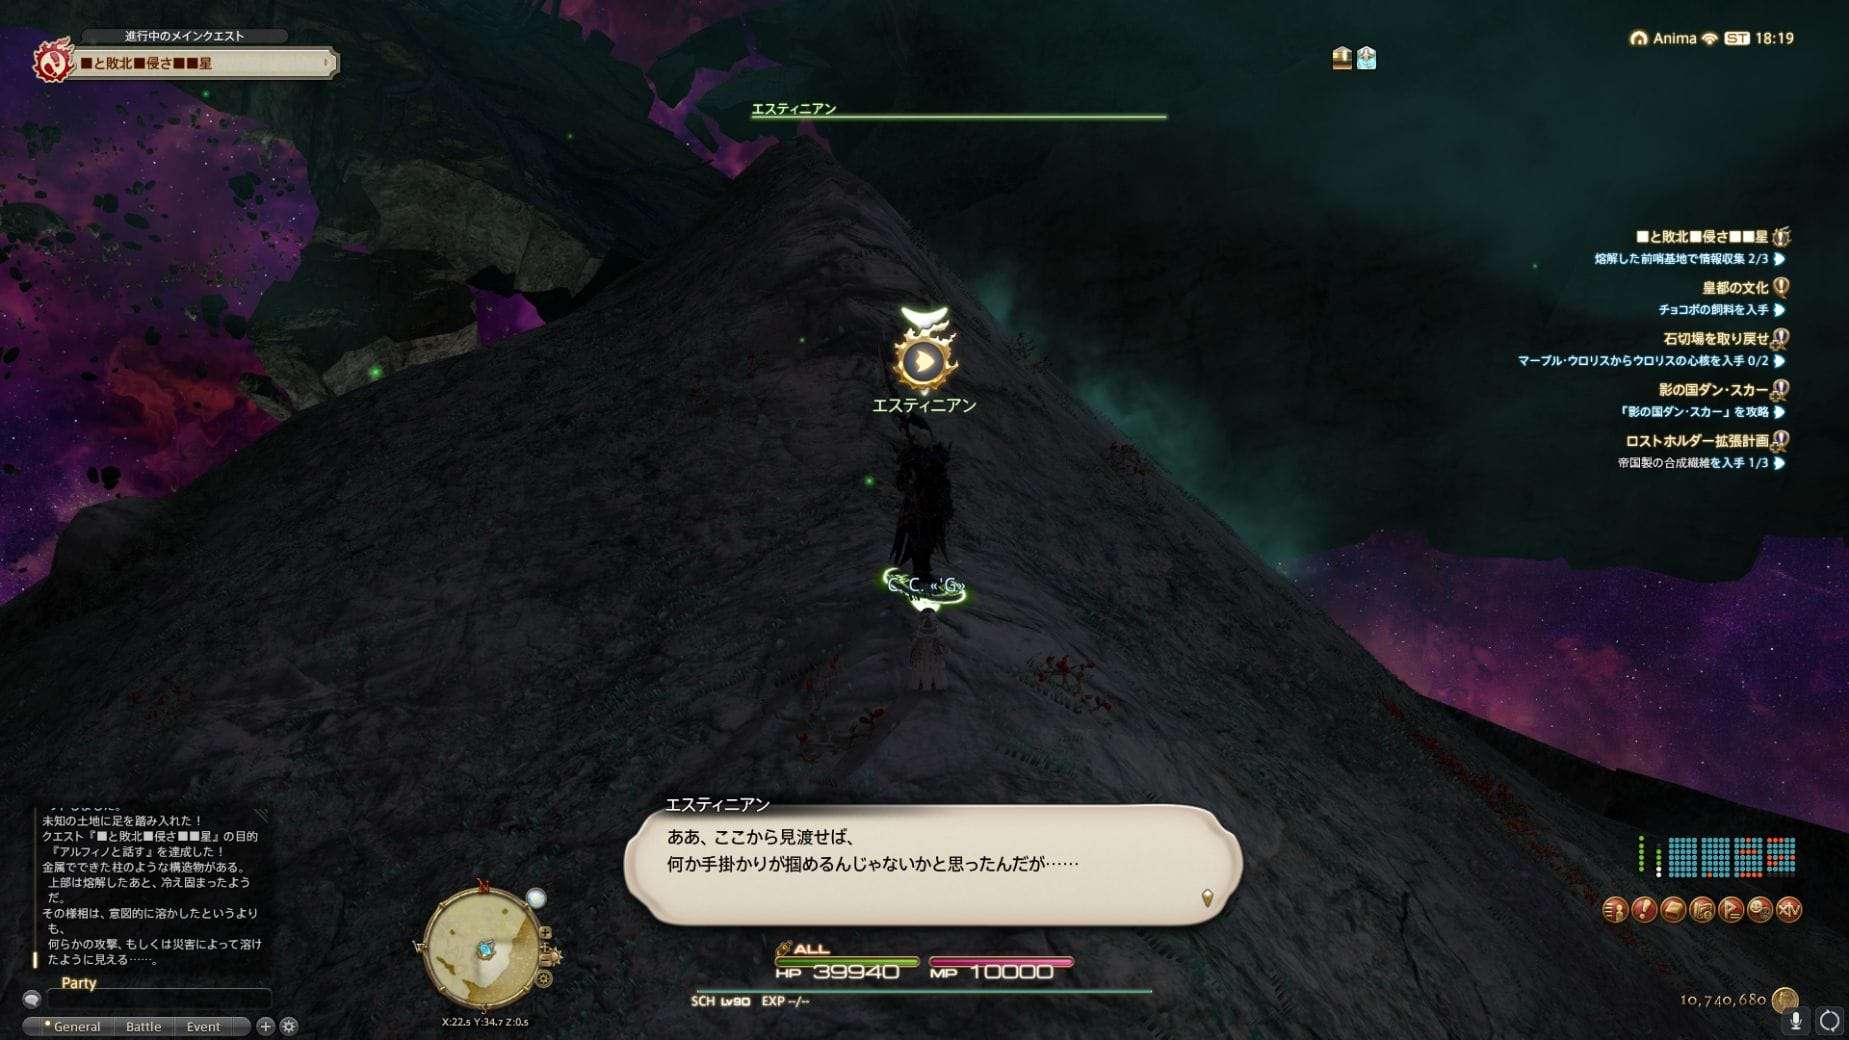 進行中のメインクエスト
■と敗北■侵さ■■星
Anima ST 18:19
エスティニアン
■と敗北■侵さ■■星
熔解した前哨基地で情報収集 2/3
皇都の文化
チョコボの飼料を入手
石切場を取り戻せ
マーブル・ウロリスからウロリスの心核を入手 0/2
影の国ダン・スカー
「影の国ダン・スカー」を攻略
ロストホルダー拡張計画
帝国製の合成繊維を入手 1/3
エスティニアン
C. C. «'G»
エスティニアン
ああ、ここから見渡せば、
何か手掛かりが掴めるんじゃないかと思ったんだが……
未知の土地に足を踏み入れた！
クエスト『■と敗北■侵さ■■星』の目的
『アルフィノと話す』を達成した！
金属でできた柱のような構造物がある。
上部は熔解したあと、冷え固まったよう
だ。
その様相は、意図的に溶かしたというより
も、
何らかの攻撃、もしくは災害によって溶け
たように見える……。
Party
General Battle Event
N
X:22.5 Y:34.7 Z:0.5
ALL
HP 39940 MP 10000
SCH Lv90 EXP --/--
XIV
10,740,680